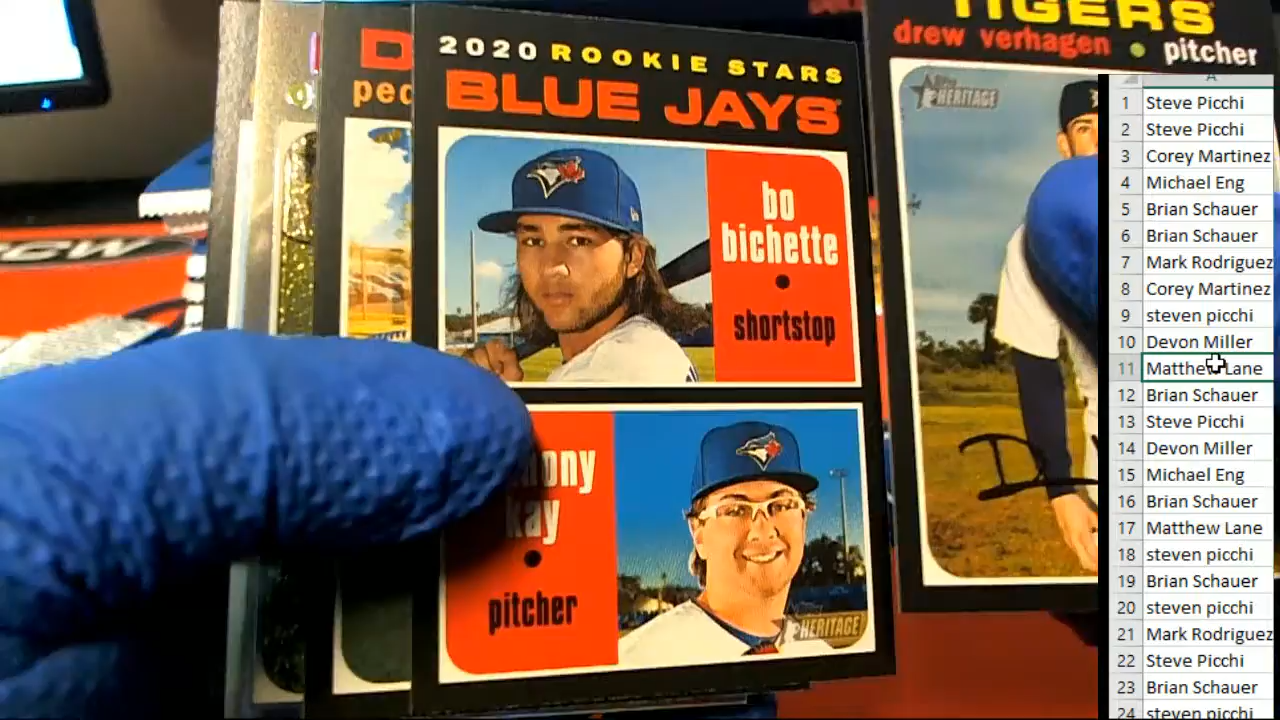 2020 ROOKIE STARS
BLUE JAYS
bo
bichette
shortstop
kay
pitcher
HERITAGE
TIGERS
drew verhagen pitcher
Topps
HERITAGE
A
1 Steve Picchi
2 Steve Picchi
3 Corey Martinez
4 Michael Eng
5 Brian Schauer
6 Brian Schauer
7 Mark Rodriguez
8 Corey Martinez
9 steven picchi
10 Devon Miller
11 Matthew Lane
12 Brian Schauer
13 Steve Picchi
14 Devon Miller
15 Michael Eng
16 Brian Schauer
17 Matthew Lane
18 steven picchi
19 Brian Schauer
20 steven picchi
21 Mark Rodriguez
22 Steve Picchi
23 Brian Schauer
24 steven picchi